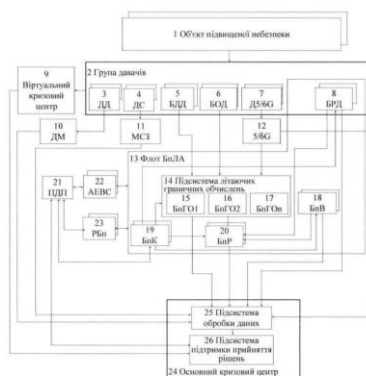 1 Об'єкт підвищеної небезпеки
2 Група давачів
9
Віртуальний
кризовий
центр
3
ДД
4
ДС
5
БДД
6
БОД
7
Д5/6G
8
БРД
10
ДМ
11
МСЗ
12
5/6G
13 Флот БпЛА
14 Підсистема літаючих
граничних обчислень
15
БпГО1
16
БпГО2
17
БпГОn
18
БпВ
21
ПДП
22
АЕВС
23
РБп
19
БпК
20
БпР
25 Підсистема
обробки даних
26 Підсистема
підтримки прийняття
рішень
24 Основний кризовий центр